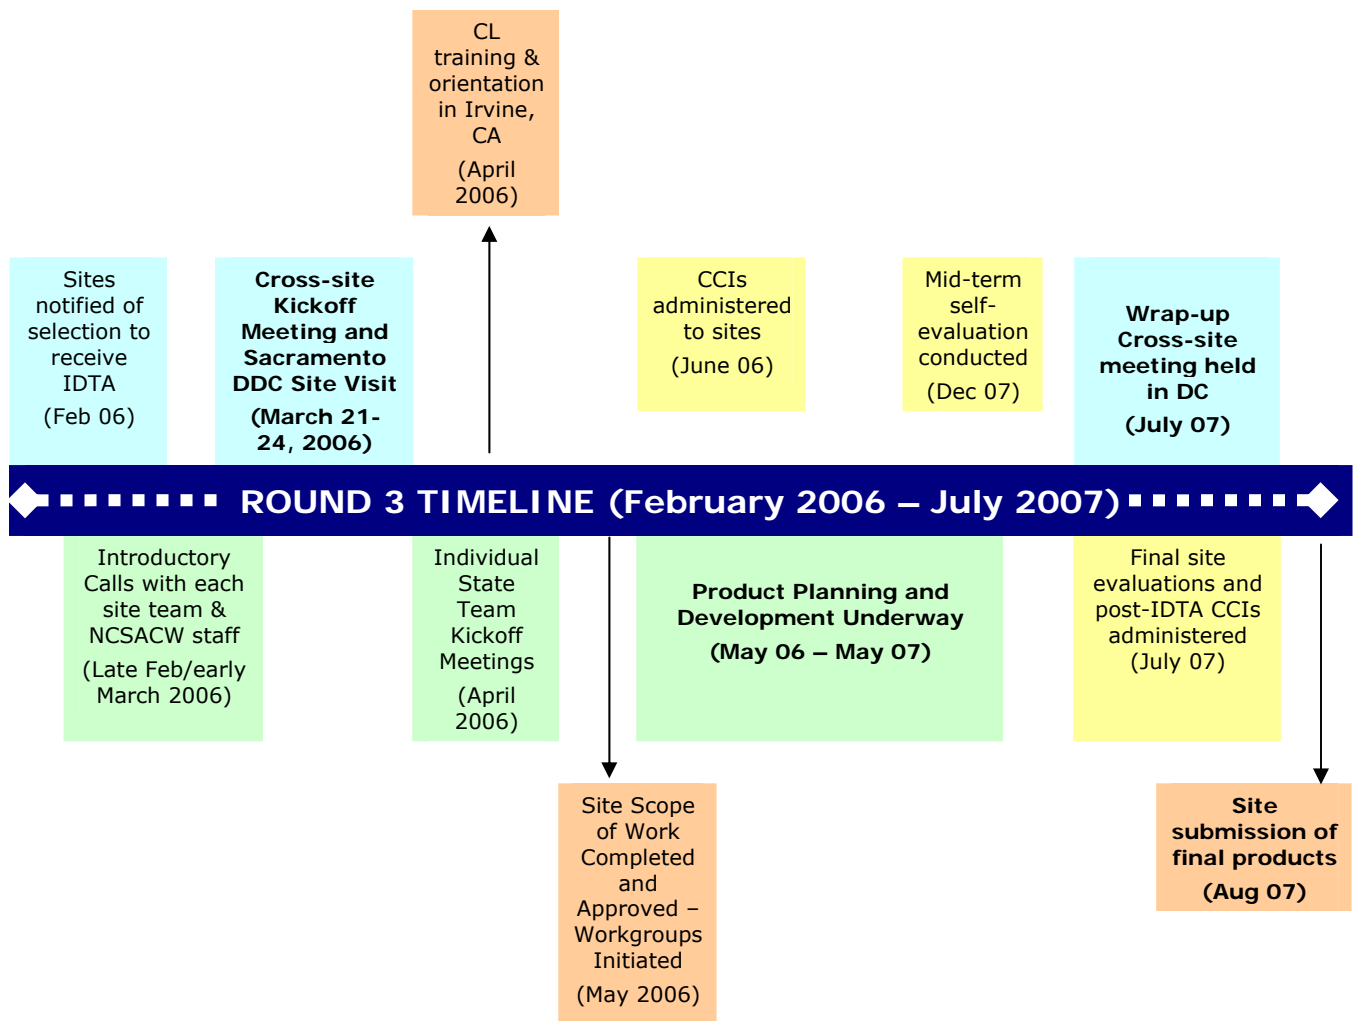 CL
training &
orientation
in Irvine,
CA
(April
2006)
Sites
notified of
selection to
receive
IDTA
(Feb 06)
Cross-site
Kickoff
Meeting and
Sacramento
DDC Site Visit
(March 21-
24, 2006)
CCIs
administered
to sites
(June 06)
Mid-term
self-
evaluation
conducted
(Dec 07)
Wrap-up
Cross-site
meeting held
in DC
(July 07)
ROUND 3 TIMELINE (February 2006 – July 2007)
Introductory
Calls with each
site team &
NCSACW staff
(Late Feb/early
March 2006)
Individual
State
Team
Kickoff
Meetings
(April
2006)
Product Planning and
Development Underway
(May 06 – May 07)
Final site
evaluations and
post-IDTA CCIs
administered
(July 07)
Site Scope
of Work
Completed
and
Approved –
Workgroups
Initiated
(May 2006)
Site
submission of
final products
(Aug 07)